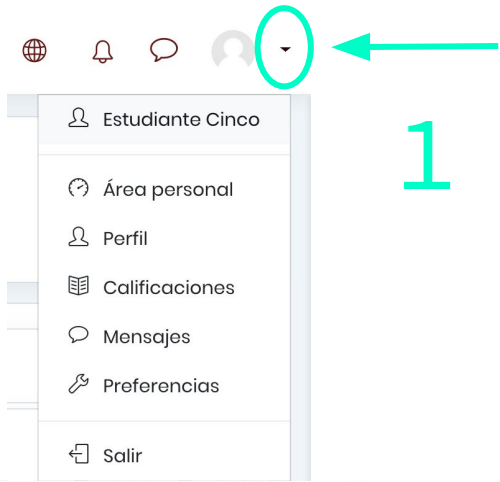 Estudiante Cinco
1
Área personal
Perfil
Calificaciones
Mensajes
Preferencias
Salir